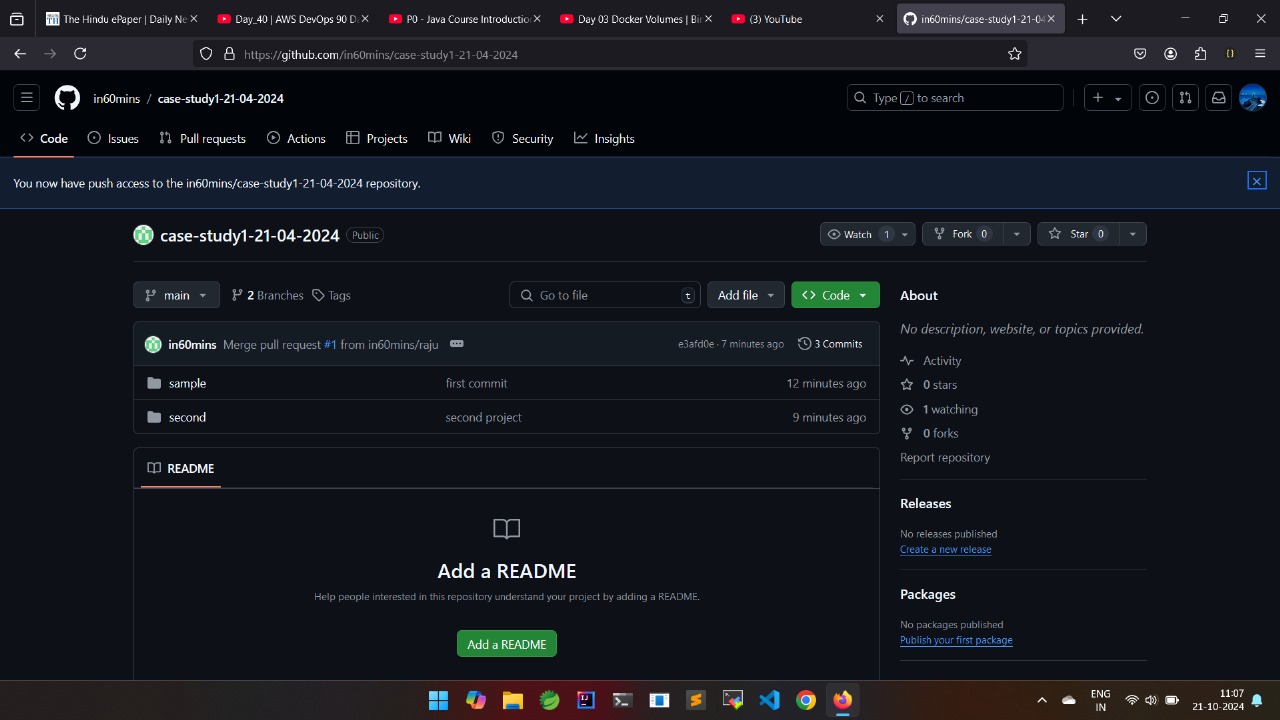 The Hindu ePaper | Daily Ne
Day_40 | AWS DevOps 90 Da
P0 - Java Course Introduction
Day 03 Docker Volumes | Bin
(3) YouTube
in60mins/case-study1-21-04
https://github.com/in60mins/case-study1-21-04-2024
in60mins / case-study1-21-04-2024
Type / to search
Code Issues Pull requests Actions Projects Wiki Security Insights
You now have push access to the in60mins/case-study1-21-04-2024 repository.
case-study1-21-04-2024 Public
Watch 1 Fork 0 Star 0
main 2 Branches Tags Go to file t Add file Code
in60mins Merge pull request #1 from in60mins/raju e3afd0e · 7 minutes ago 3 Commits
sample first commit 12 minutes ago
second second project 9 minutes ago
README
Add a README
Help people interested in this repository understand your project by adding a README.
Add a README
About
No description, website, or topics provided.
Activity
0 stars
1 watching
0 forks
Report repository
Releases
No releases published
Create a new release
Packages
No packages published
Publish your first package
ENG
IN
11:07
21-10-2024